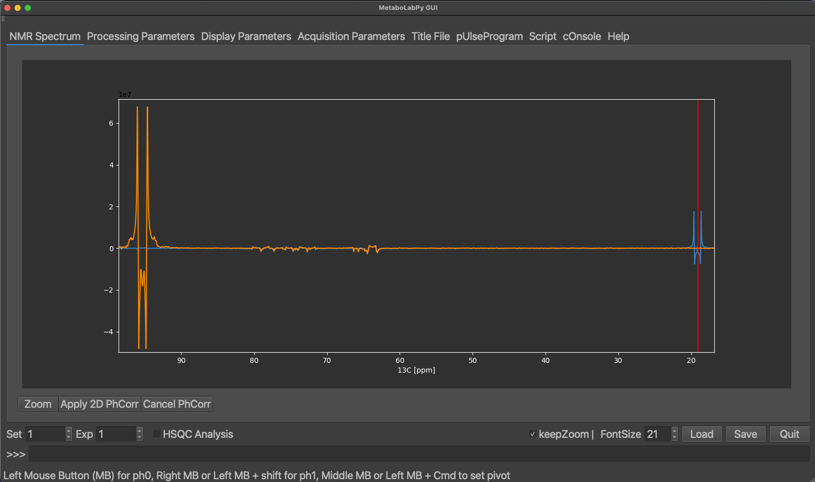 MetaboLabPy GUI
NMR Spectrum Processing Parameters Display Parameters Acquisition Parameters Title File pUlseProgram Script cOnsole Help
1e7
6
4
2
0
−2
−4
90 80 70 60 50 40 30 20
13C [ppm]
Zoom Apply 2D PhCorr Cancel PhCorr
Set 1 Exp 1 HSQC Analysis keepZoom | FontSize 21 Load Save Quit
>>>
Left Mouse Button (MB) for ph0, Right MB or Left MB + shift for ph1, Middle MB or Left MB + Cmd to set pivot